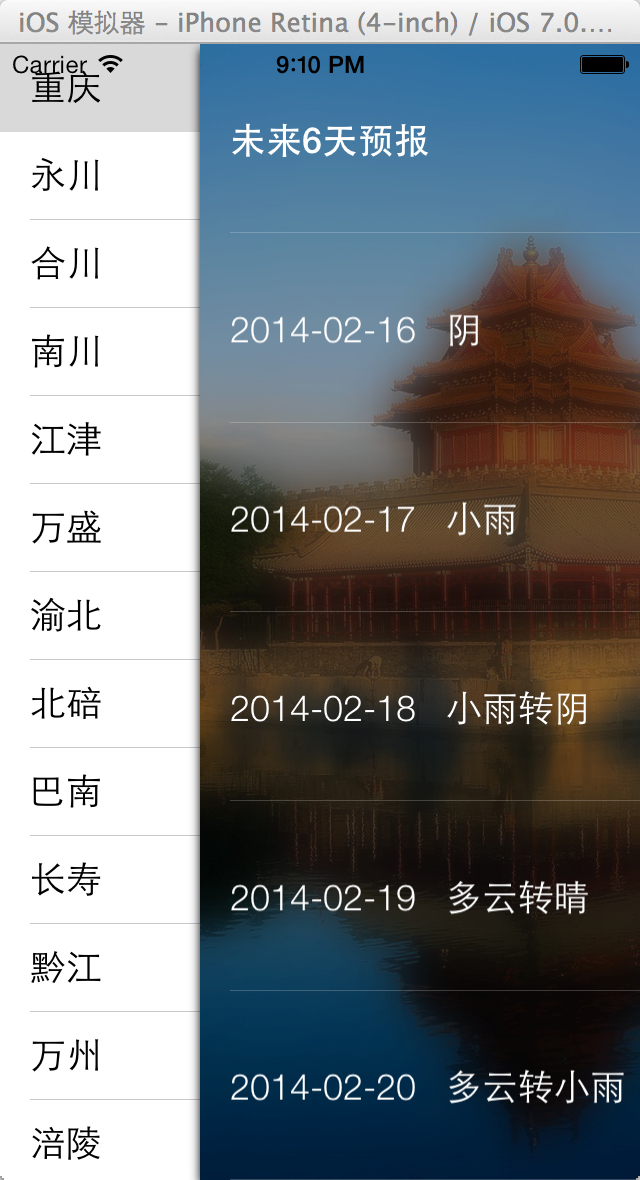 iOS 模拟器 - iPhone Retina (4-inch) / iOS 7.0....
Carrier 9:10 PM
重庆
永川
合川
南川
江津
万盛
渝北
北碚
巴南
长寿
黔江
万州
涪陵
未来6天预报
2014-02-16 阴
2014-02-17 小雨
2014-02-18 小雨转阴
2014-02-19 多云转晴
2014-02-20 多云转小雨